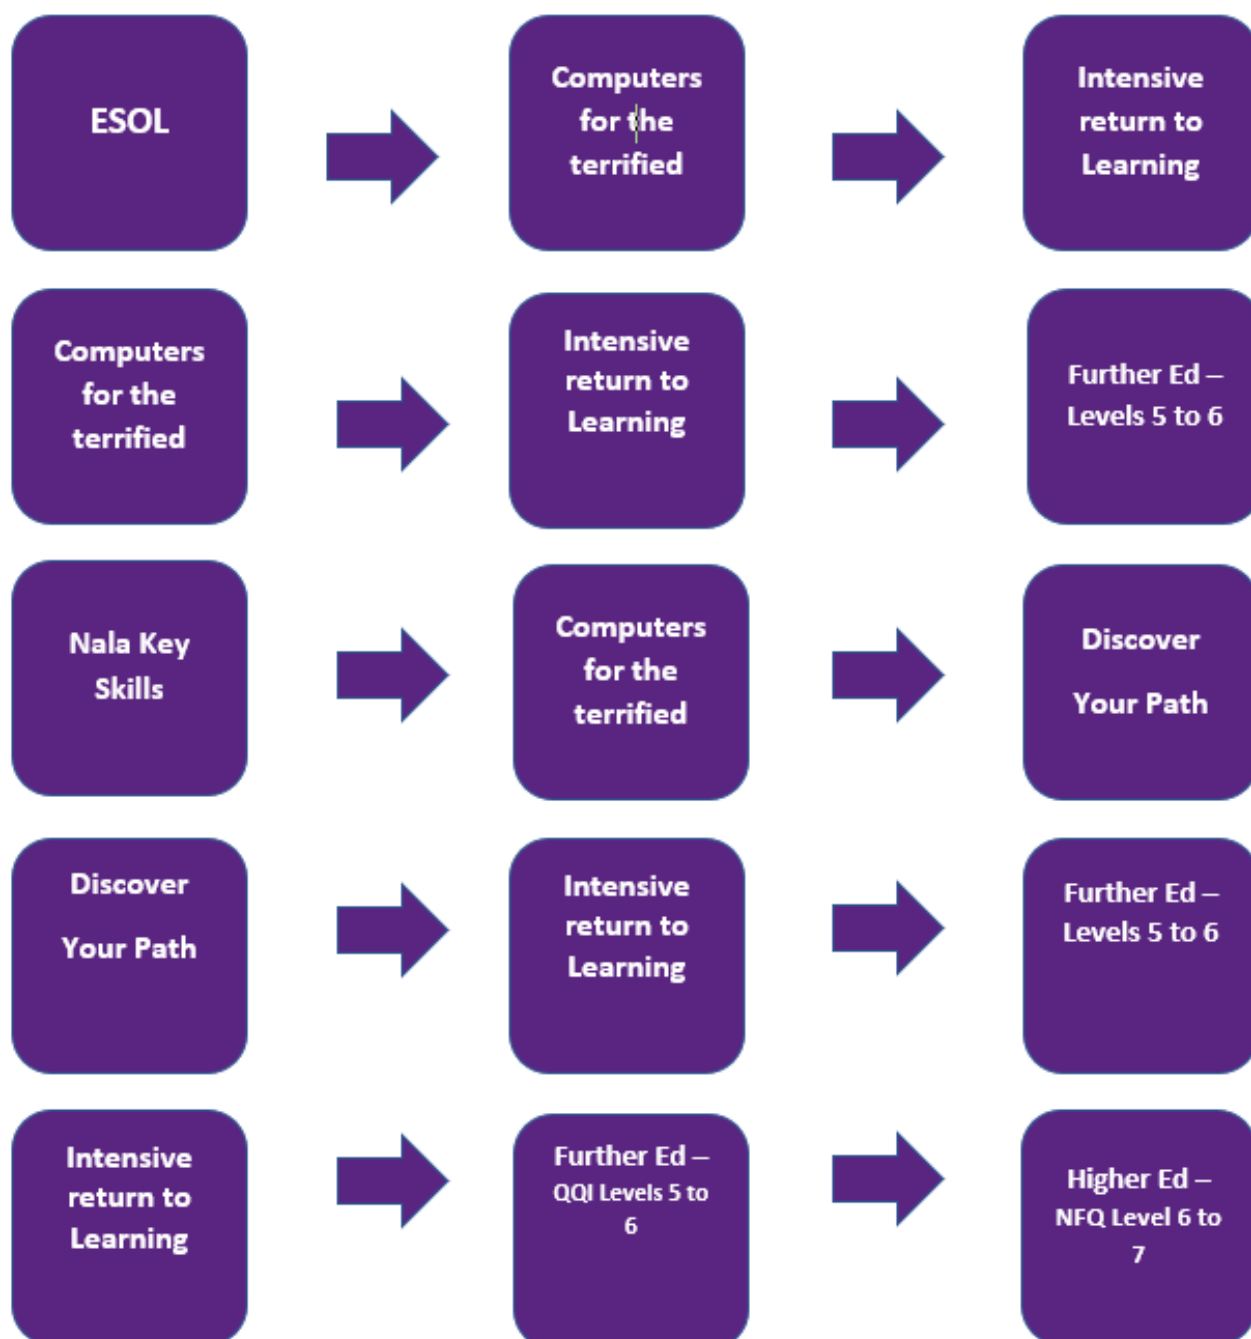 ESOL
Computers
for the
terrified
Intensive
return to
Learning
Computers
for the
terrified
Intensive
return to
Learning
Further Ed –
Levels 5 to 6
Nala Key
Skills
Computers
for the
terrified
Discover
Your Path
Discover
Your Path
Intensive
return to
Learning
Further Ed –
Levels 5 to 6
Intensive
return to
Learning
Further Ed –
QQI Levels 5 to
6
Higher Ed –
NFQ Level 6 to
7